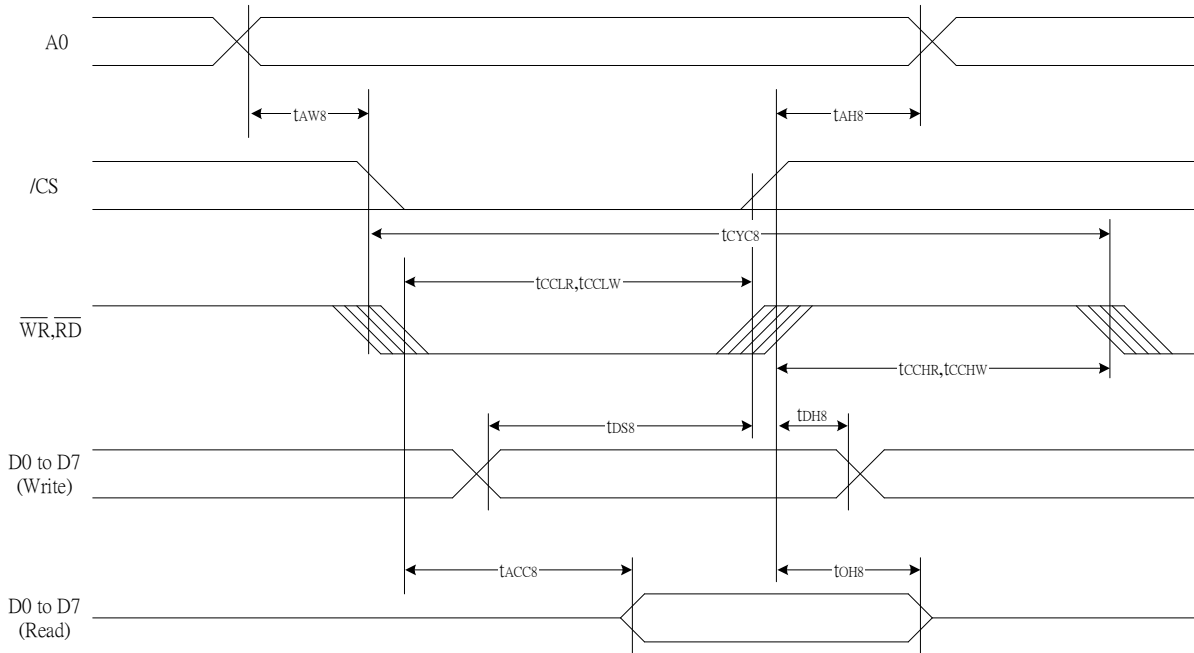 A0
tAW8
tAH8
/CS
tCYC8
tCCLR,tCCLW
WR,RD
tCCHR,tCCHW
tDS8
tDH8
D0 to D7
(Write)
tACC8
tOH8
D0 to D7
(Read)